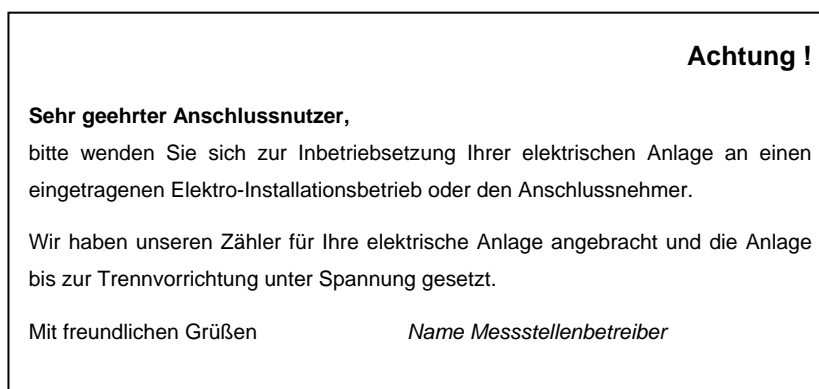 Achtung !
Sehr geehrter Anschlussnutzer,
bitte wenden Sie sich zur Inbetriebsetzung Ihrer elektrischen Anlage an einen
eingetragenen Elektro-Installationsbetrieb oder den Anschlussnehmer.
Wir haben unseren Zähler für Ihre elektrische Anlage angebracht und die Anlage
bis zur Trennvorrichtung unter Spannung gesetzt.
Mit freundlichen Grüßen Name Messstellenbetreiber